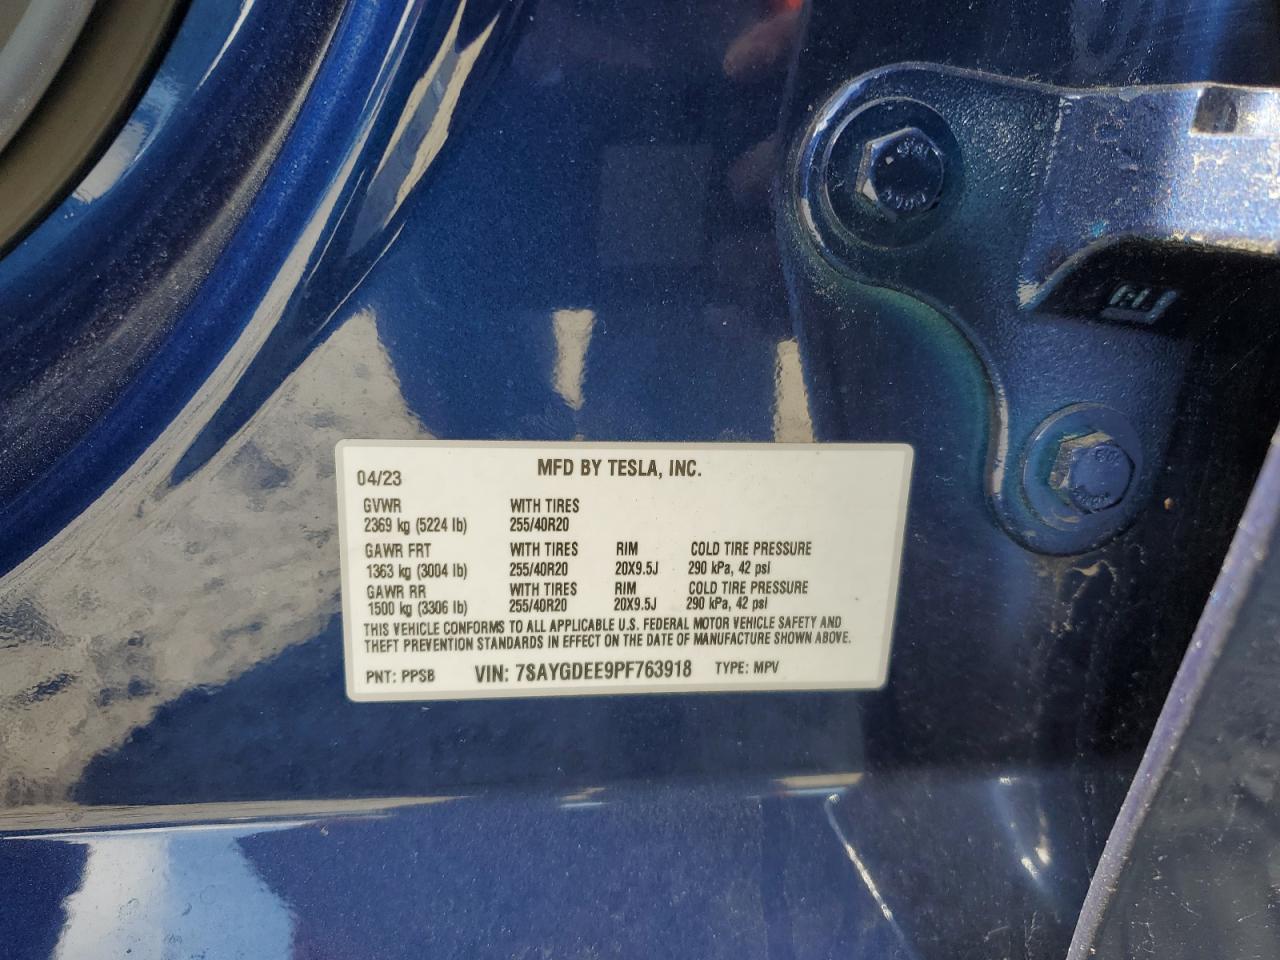 MFD BY TESLA, INC.
04/23
GVWR WITH TIRES
2369 kg (5224 lb) 255/40R20
GAWR FRT WITH TIRES RIM COLD TIRE PRESSURE
1363 kg (3004 lb) 255/40R20 20X9.5J 290 kPa, 42 psi
GAWR RR WITH TIRES RIM COLD TIRE PRESSURE
1500 kg (3306 lb) 255/40R20 20X9.5J 290 kPa, 42 psi
THIS VEHICLE CONFORMS TO ALL APPLICABLE U.S. FEDERAL MOTOR VEHICLE SAFETY AND
THEFT PREVENTION STANDARDS IN EFFECT ON THE DATE OF MANUFACTURE SHOWN ABOVE.
PNT: PPSB VIN: 7SAYGDEE9PF763918 TYPE: MPV